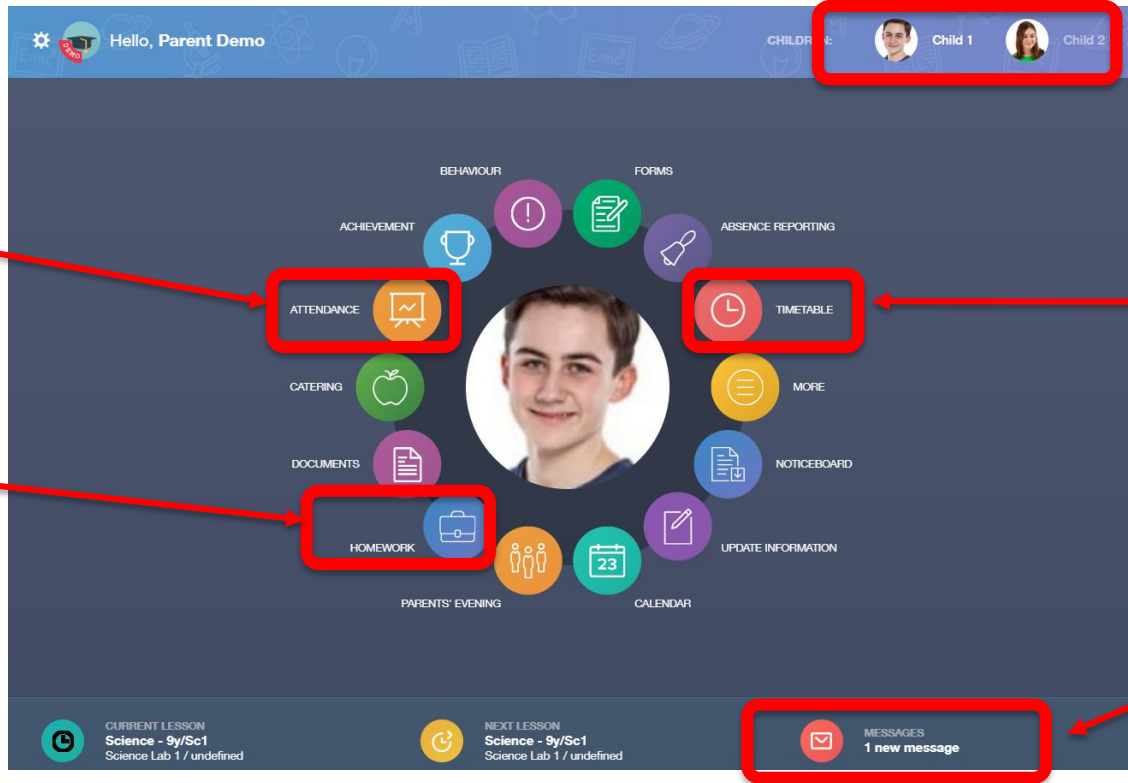 Hello, Parent Demo
CHILDREN:
Child 1
Child 2
BEHAVIOUR
FORMS
ACHIEVEMENT
ABSENCE REPORTING
ATTENDANCE
TIMETABLE
CATERING
MORE
DOCUMENTS
NOTICEBOARD
HOMEWORK
UPDATE INFORMATION
23
PARENTS' EVENING
CALENDAR
CURRENT LESSON
Science - 9y/Sc1
Science Lab 1 / undefined
NEXT LESSON
Science - 9y/Sc1
Science Lab 1 / undefined
MESSAGES
1 new message
DEMO